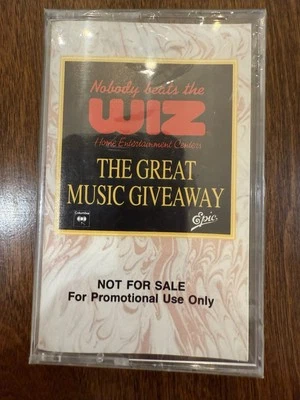 Nobody beats the
WIZ
Home Entertainment Centers
THE GREAT
MUSIC GIVEAWAY
Columbia
Epic
NOT FOR SALE
For Promotional Use Only